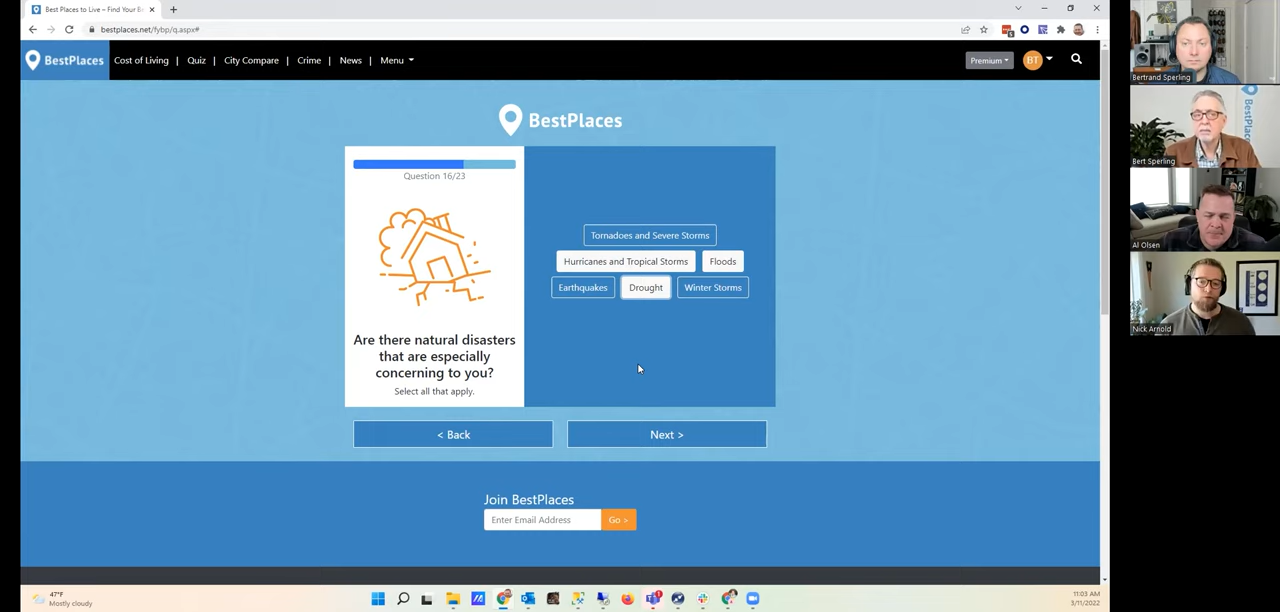 Best Places to Live – Find Your B
bestplaces.net/fybp/q.aspx#
BestPlaces
Cost of Living | Quiz | City Compare | Crime | News | Menu
Premium
BT
BestPlaces
Question 16/23
Are there natural disasters
that are especially
concerning to you?
Select all that apply.
Tornadoes and Severe Storms
Hurricanes and Tropical Storms
Floods
Earthquakes
Drought
Winter Storms
< Back
Next >
Join BestPlaces
Enter Email Address
Go >
47°F
Mostly cloudy
11:03 AM
3/11/2022
Bertrand Sperling
Bert Sperling
Al Olsen
Nick Arnold